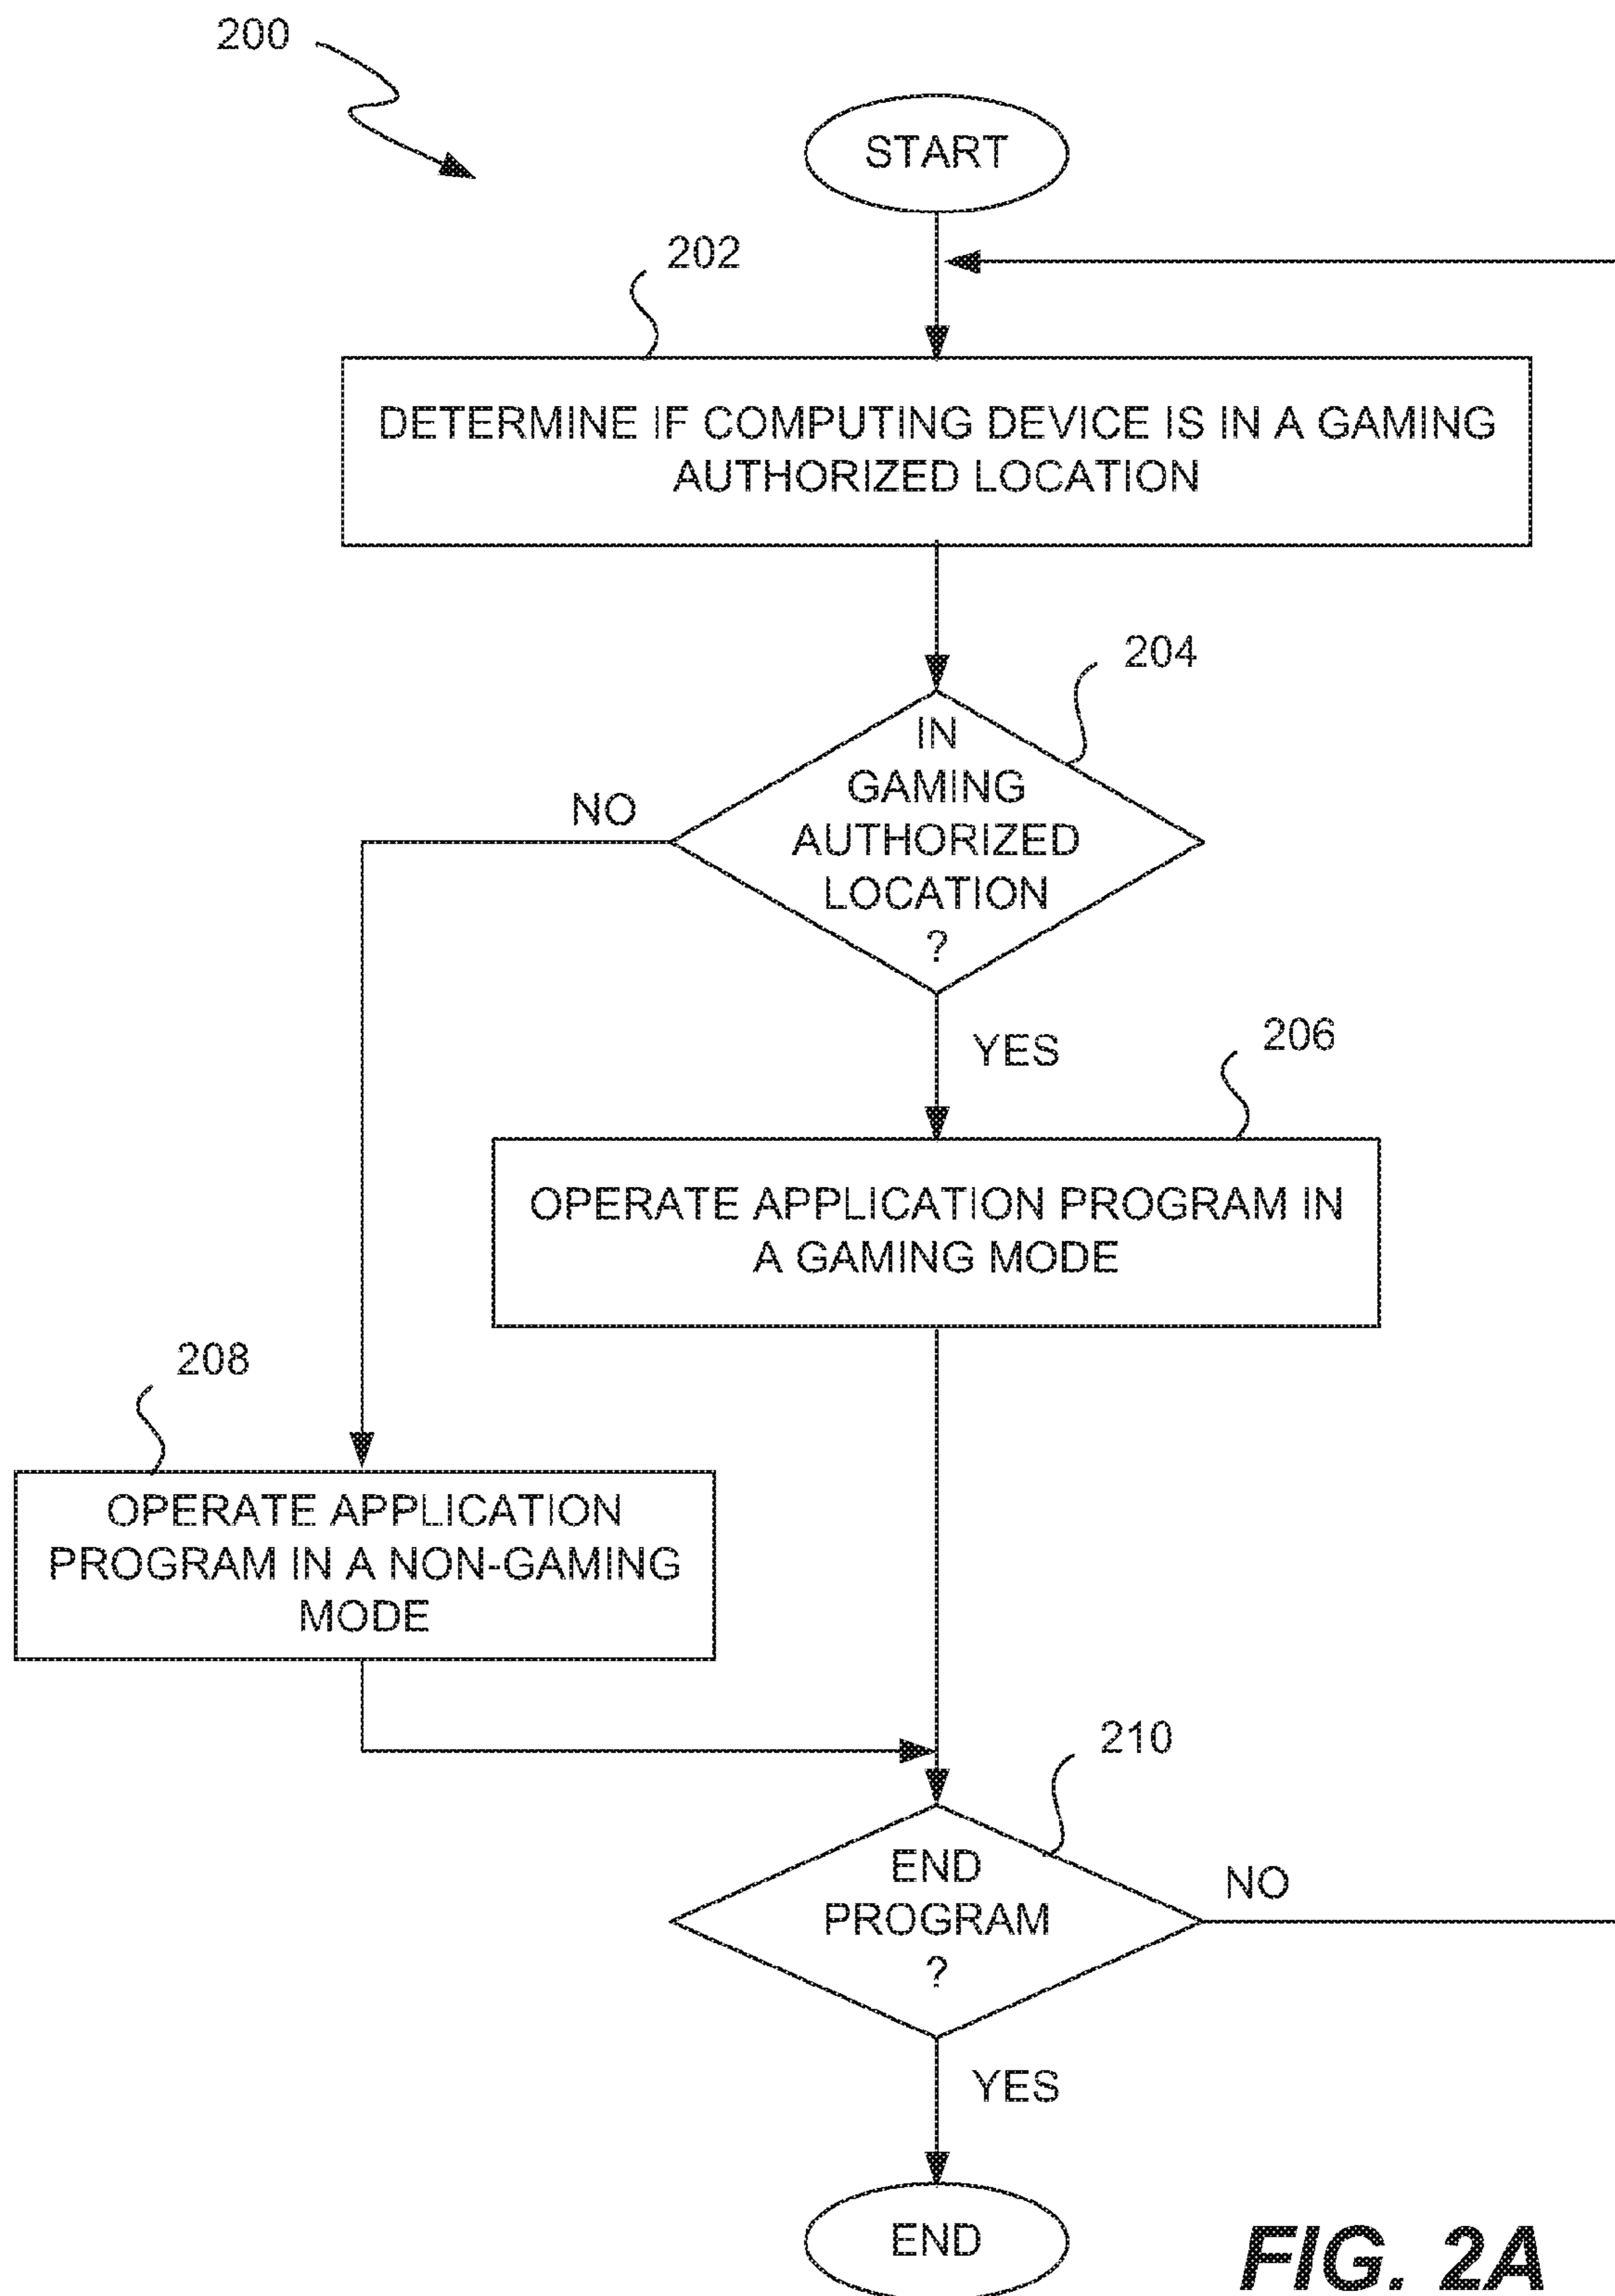 200
START
202
DETERMINE IF COMPUTING DEVICE IS IN A GAMING
AUTHORIZED LOCATION
204
IN
GAMING
AUTHORIZED
LOCATION
?
NO
YES
206
OPERATE APPLICATION PROGRAM IN
A GAMING MODE
208
OPERATE APPLICATION
PROGRAM IN A NON-GAMING
MODE
210
END
PROGRAM
?
NO
YES
END
FIG. 2A